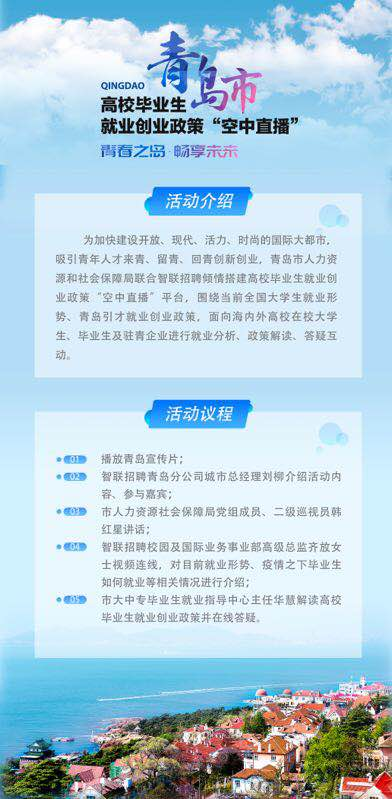 青岛市
QINGDAO
高校毕业生
就业创业政策“空中直播”
青春之岛·畅享未来
活动介绍
为加快建设开放、现代、活力、时尚的国际大都市，
吸引青年人才来青、留青、回青创新创业，青岛市人力资
源和社会保障局联合智联招聘倾情搭建高校毕业生就业创
业政策“空中直播”平台，围绕当前全国大学生就业形
势、青岛引才就业创业政策，面向海内外高校在校大学
生、毕业生及驻青企业进行就业分析、政策解读、答疑互
动。
活动议程
01 播放青岛宣传片；
02 智联招聘青岛分公司城市总经理刘柳介绍活动内
容、参与嘉宾；
03 市人力资源社会保障局党组成员、二级巡视员韩
红星讲话；
04 智联招聘校园及国际业务事业部高级总监齐放女
士视频连线，对目前就业形势、疫情之下毕业生
如何就业等相关情况进行介绍；
05 市大中专毕业生就业指导中心主任华慧解读高校
毕业生就业创业政策并在线答疑。